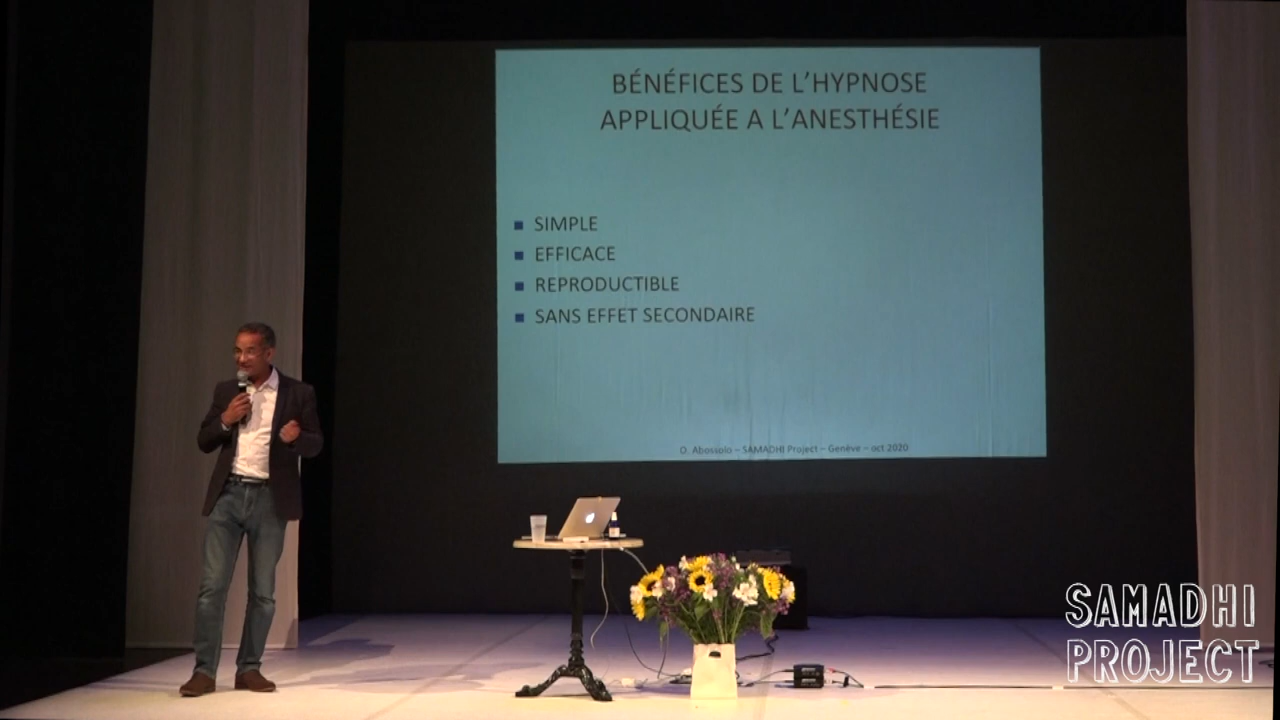 BÉNÉFICES DE L'HYPNOSE
APPLIQUÉE A L'ANESTHÉSIE
SIMPLE
EFFICACE
REPRODUCTIBLE
SANS EFFET SECONDAIRE
O. Abossolo – SAMADHI Project – Genève – oct 2020
SAMADHI
PROJECT